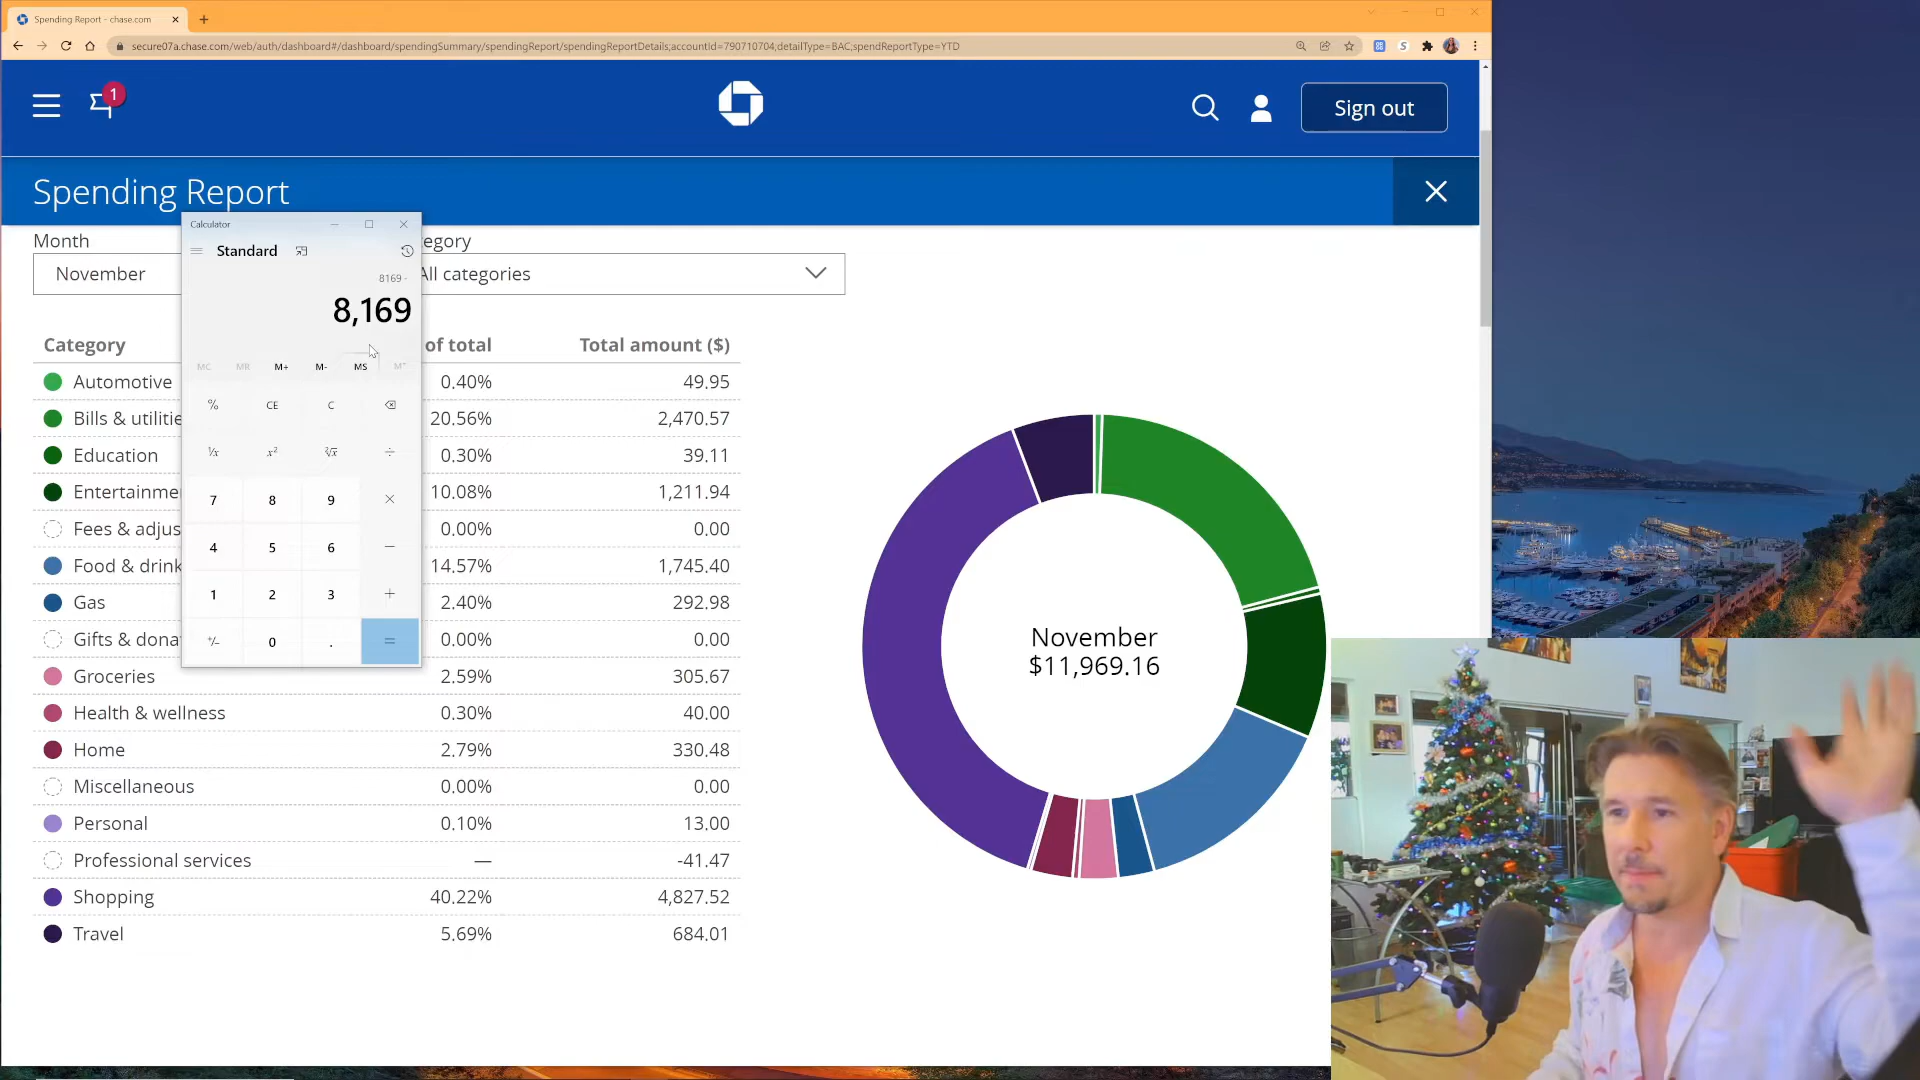 Spending Report - chase.com
secure07a.chase.com/web/auth/dashboard#/dashboard/spendingSummary/spendingReport/spendingReportDetails;accountId=790710704;detailType=BAC;spendReportType=YTD
1
Sign out
Spending Report
Month
egory
November
All categories
Calculator
Standard
8169 -
8,169
MC MR M+ M- MS M˅
% CE C
¹/x x² ²√x ÷
7 8 9 ×
4 5 6 −
1 2 3 +
+/− 0 . =
Category of total Total amount ($)
Automotive 0.40% 49.95
Bills & utilitie 20.56% 2,470.57
Education 0.30% 39.11
Entertainme 10.08% 1,211.94
Fees & adjus 0.00% 0.00
Food & drink 14.57% 1,745.40
Gas 2.40% 292.98
Gifts & dona 0.00% 0.00
Groceries 2.59% 305.67
Health & wellness 0.30% 40.00
Home 2.79% 330.48
Miscellaneous 0.00% 0.00
Personal 0.10% 13.00
Professional services — -41.47
Shopping 40.22% 4,827.52
Travel 5.69% 684.01
November
$11,969.16